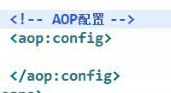 <!-- AOP配置 -->
<aop:config>
</aop:config>